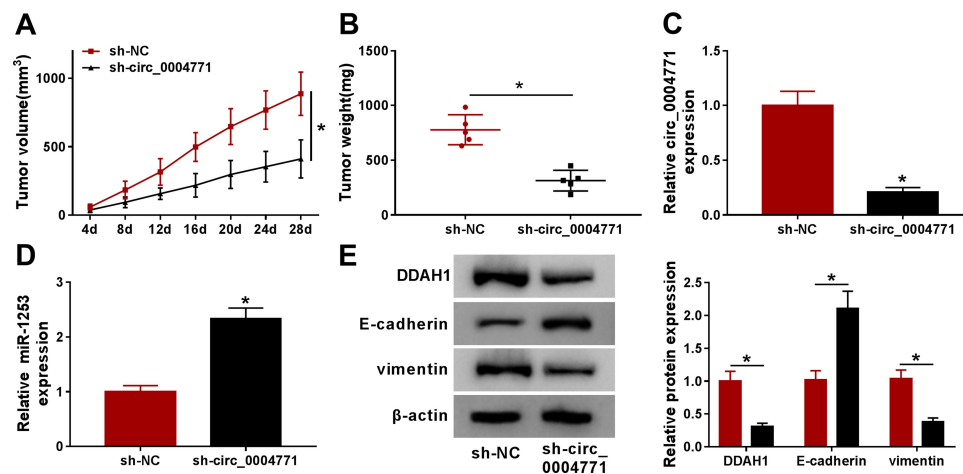 A
sh-NC
sh-circ_0004771
Tumor volume(mm³)
1000
500
0
4d 8d 12d 16d 20d 24d 28d
*
B
Tumor weight(mg)
1500
1000
500
0
*
sh-NC sh-circ_0004771
C
Relative circ_0004771
expression
1.5
1.0
0.5
0.0
*
sh-NC sh-circ_0004771
D
Relative miR-1253
expression
3
2
1
0
*
sh-NC sh-circ_0004771
E
DDAH1
E-cadherin
vimentin
β-actin
sh-NC sh-circ_
0004771
Relative protein expression
2.5
2.0
1.5
1.0
0.5
0.0
* * *
DDAH1 E-cadherin vimentin